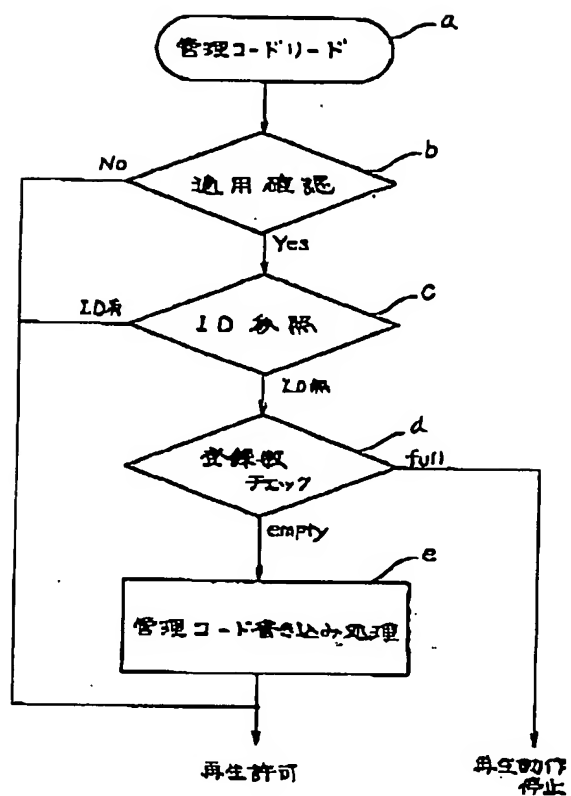 a
管理コードリード
b
No
適用確認
Yes
c
ID有
ID参照
ID無
d
登録数
チェック
full
empty
e
管理コード書き込み処理
再生許可
再生動作
停止